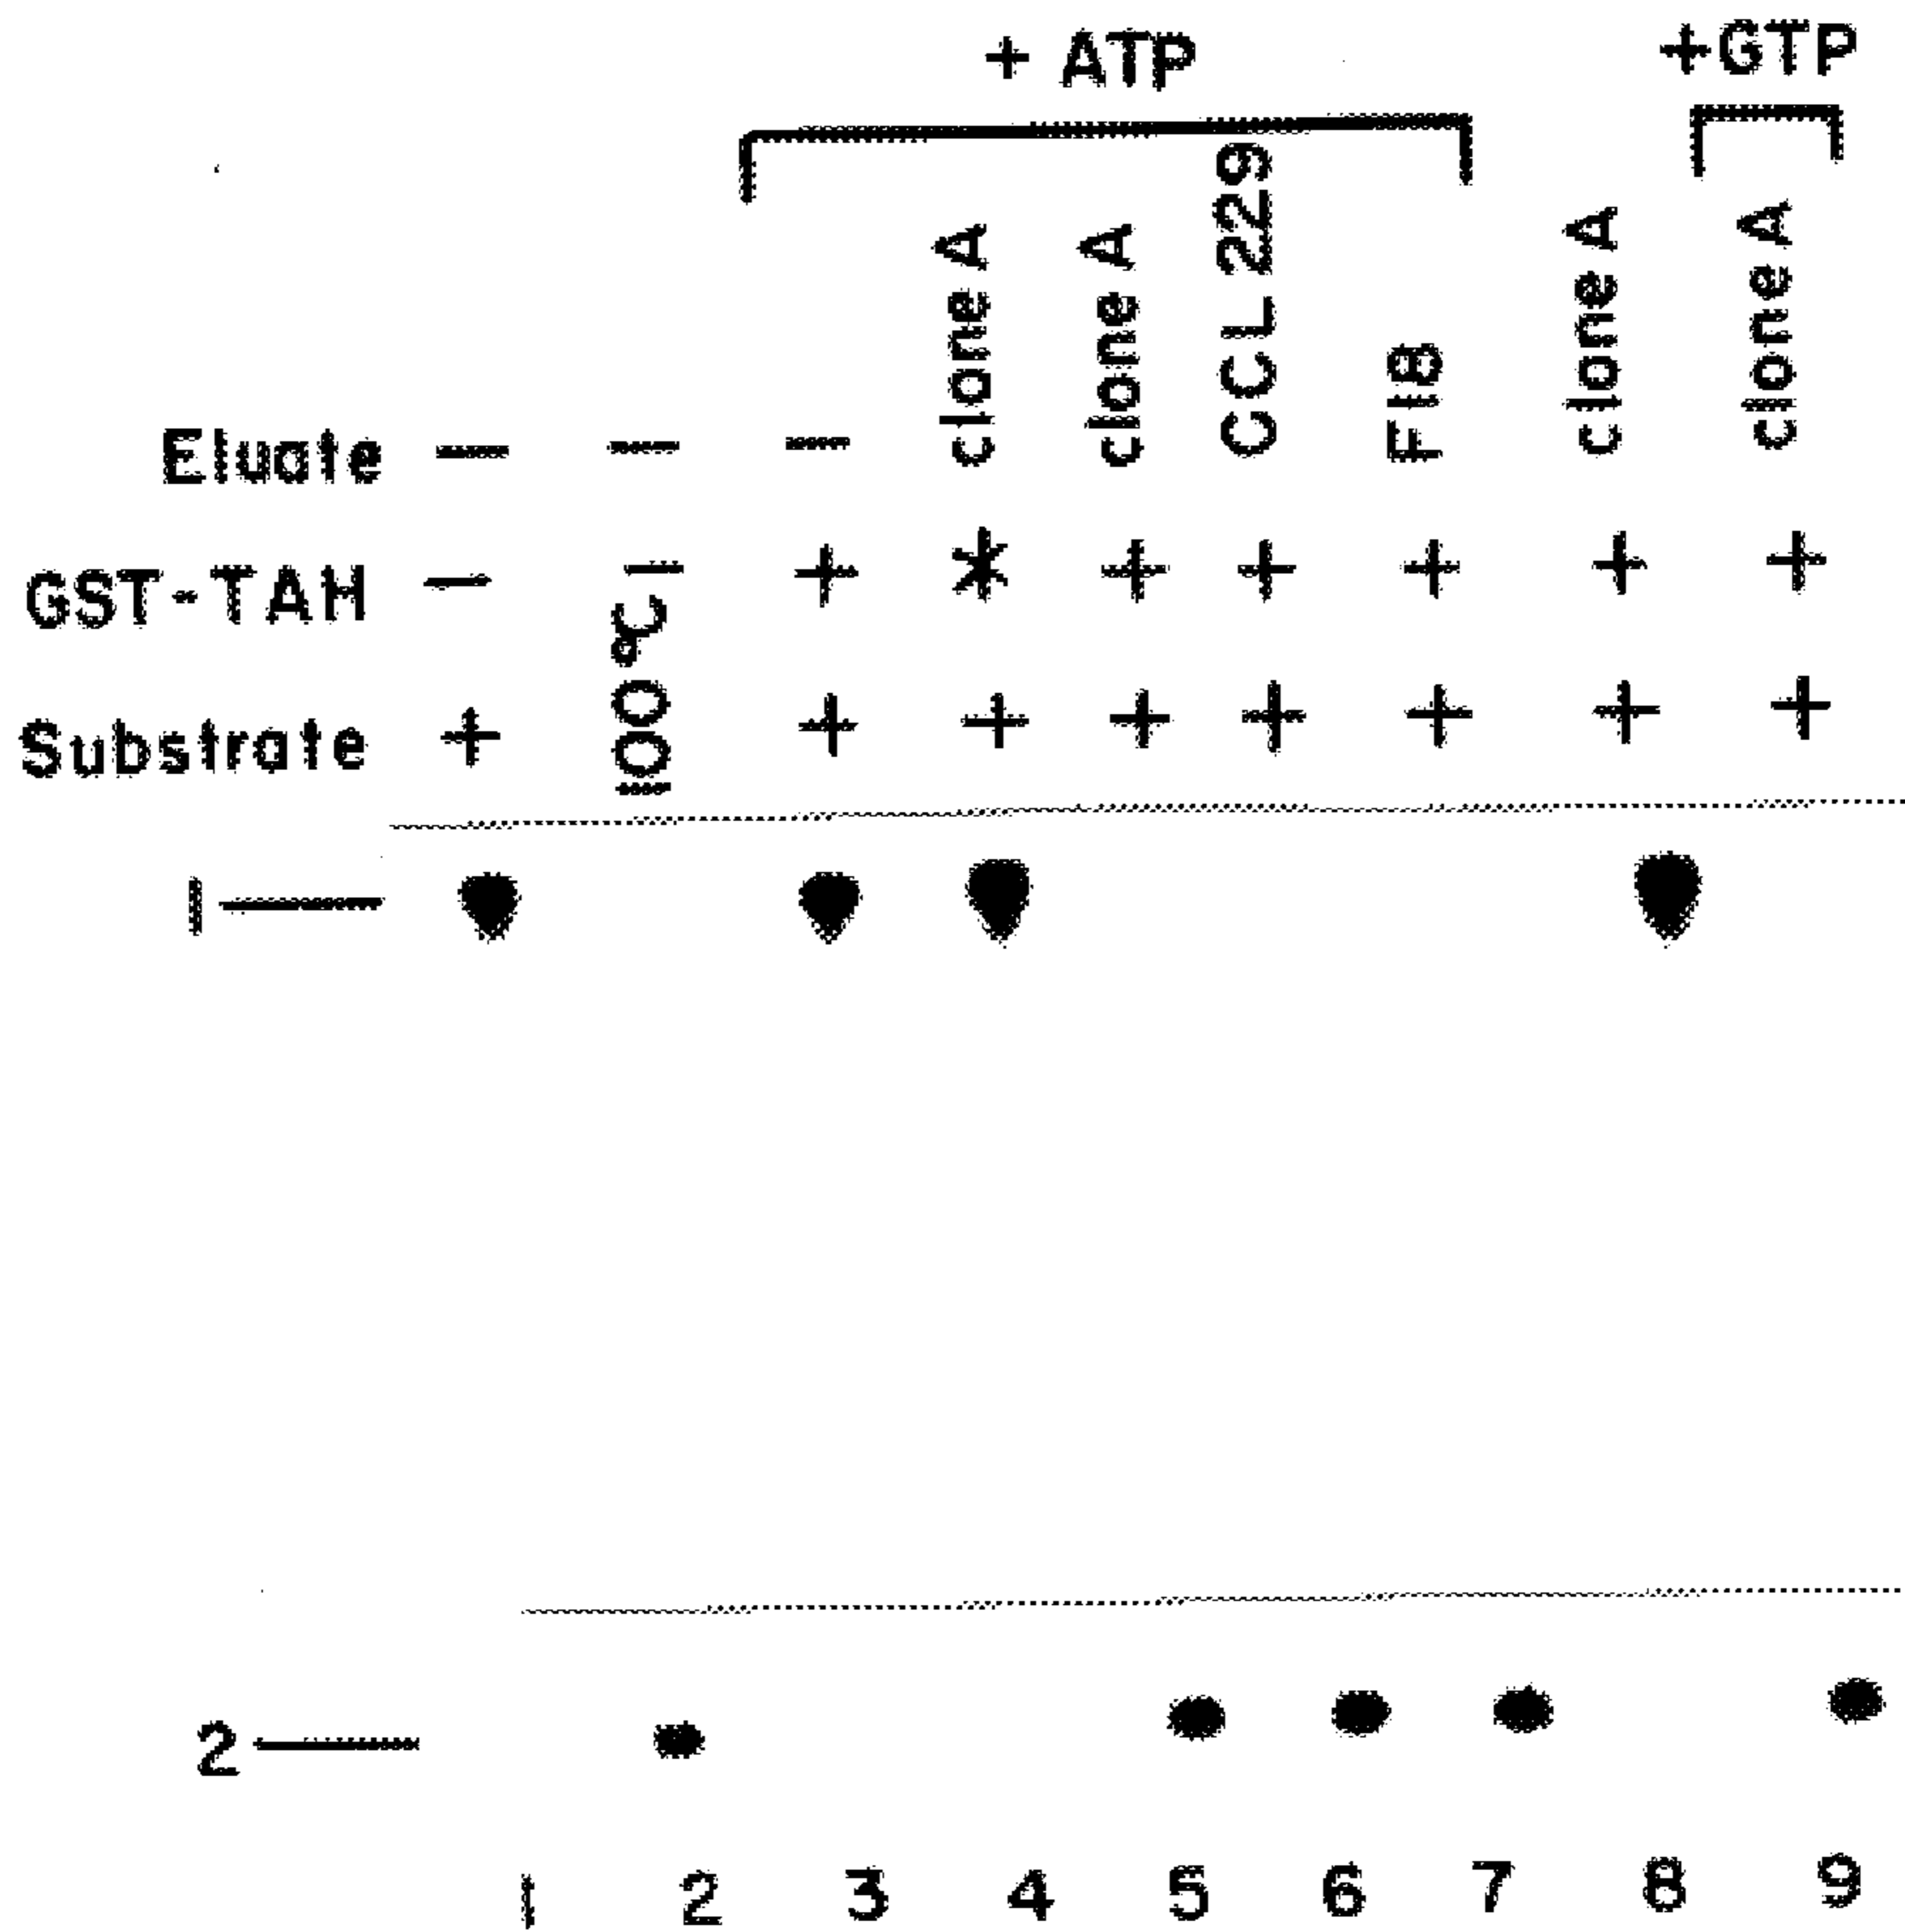 + ATP +GTP
Eluate — — — clone A clone A CCL 229 FIB clone A clone A
GST-TAH — — + * + + + + +
Substrate + 100°C + + + + + + +
1
2
1 2 3 4 5 6 7 8 9